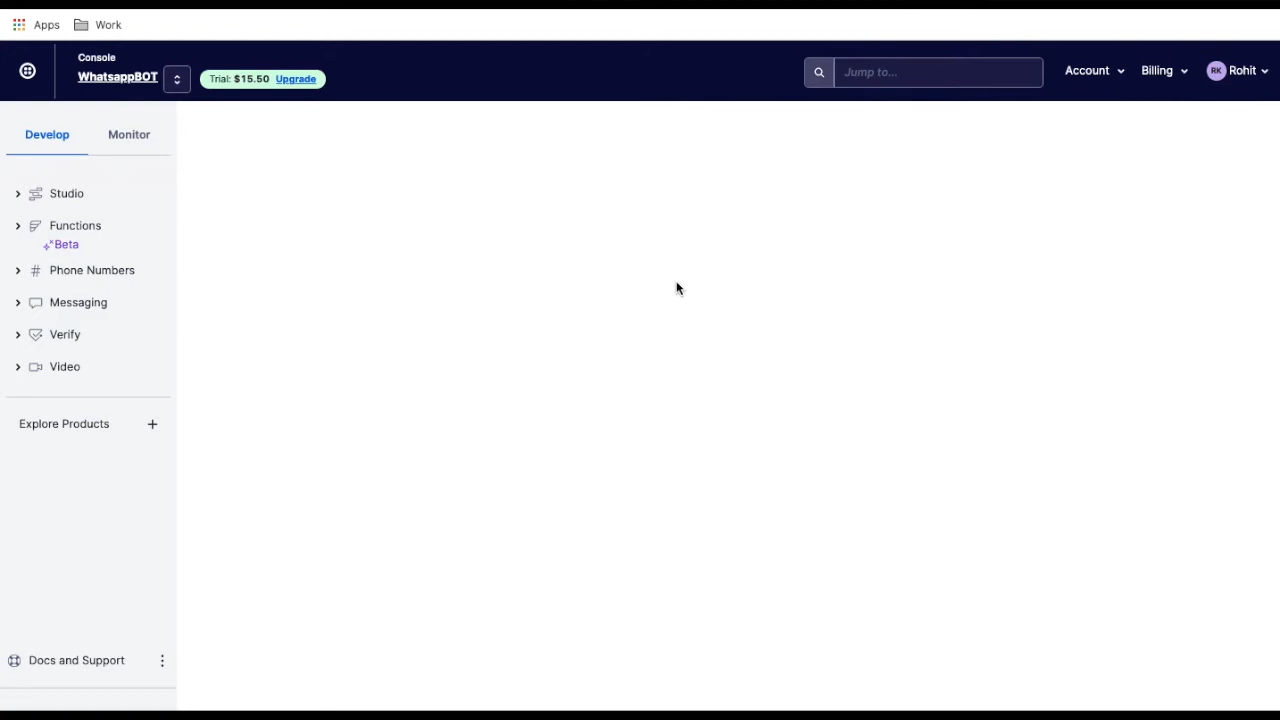 Apps
Work
Console
WhatsappBOT
Trial: $15.50 Upgrade
Jump to...
Account
Billing
RK
Rohit
Develop
Monitor
Studio
Functions
Beta
Phone Numbers
Messaging
Verify
Video
Explore Products
Docs and Support